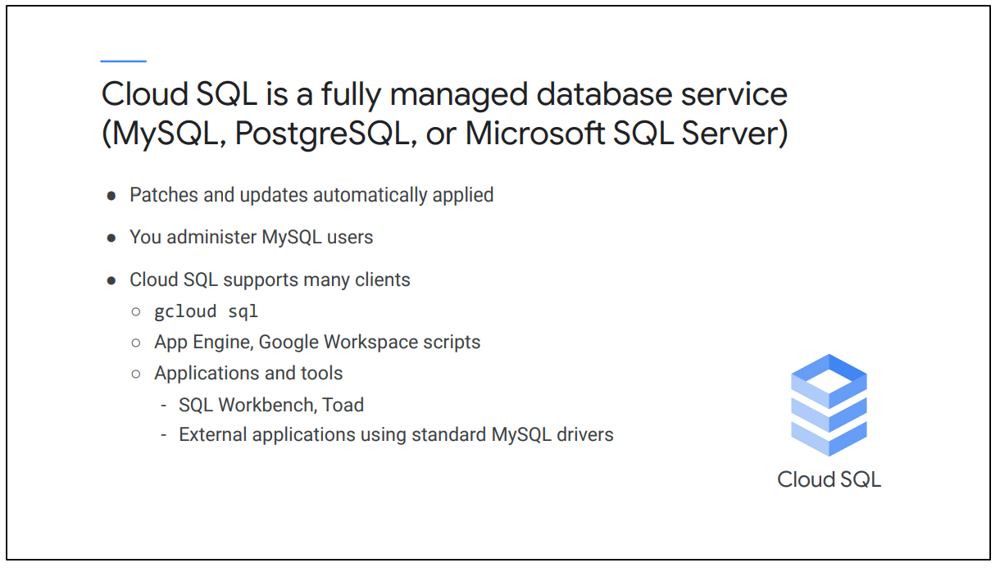 Cloud SQL is a fully managed database service
(MySQL, PostgreSQL, or Microsoft SQL Server)
● Patches and updates automatically applied
● You administer MySQL users
● Cloud SQL supports many clients
○ gcloud sql
○ App Engine, Google Workspace scripts
○ Applications and tools
- SQL Workbench, Toad
- External applications using standard MySQL drivers
Cloud SQL